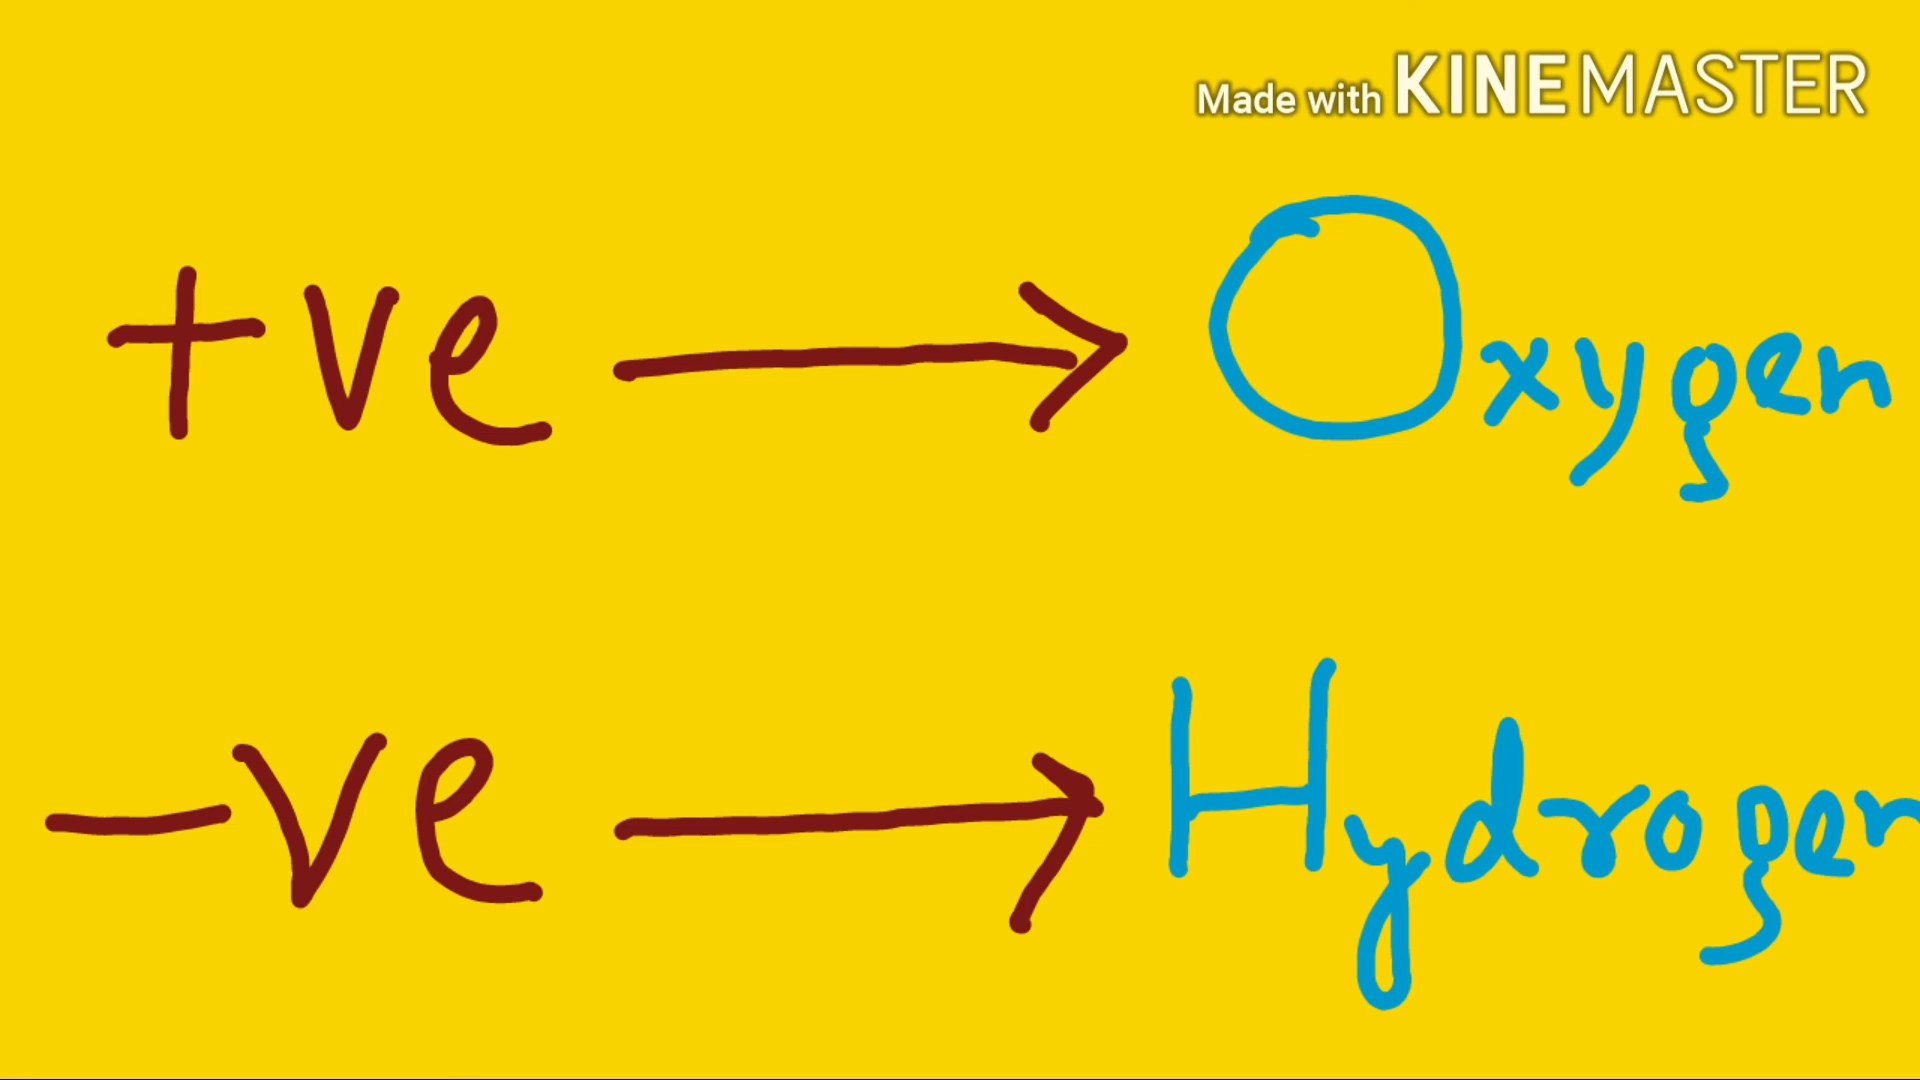 Made with KINEMASTER
+ve → Oxygen
-ve → Hydrogen